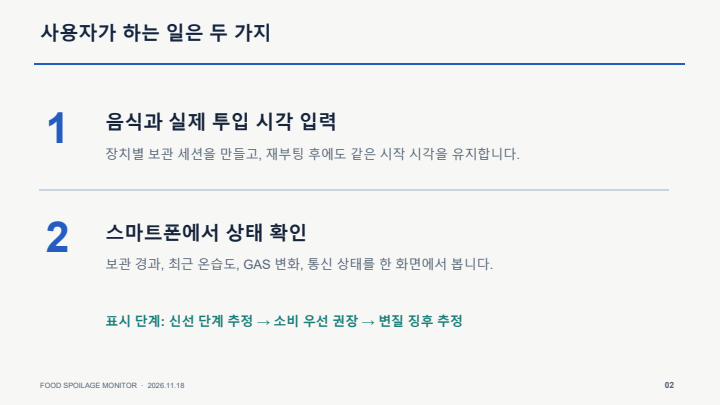 사용자가 하는 일은 두 가지
1
음식과 실제 투입 시각 입력
장치별 보관 세션을 만들고, 재부팅 후에도 같은 시작 시각을 유지합니다.
2
스마트폰에서 상태 확인
보관 경과, 최근 온습도, GAS 변화, 통신 상태를 한 화면에서 봅니다.
표시 단계: 신선 단계 추정 → 소비 우선 권장 → 변질 징후 추정
FOOD SPOILAGE MONITOR · 2026.11.18
02